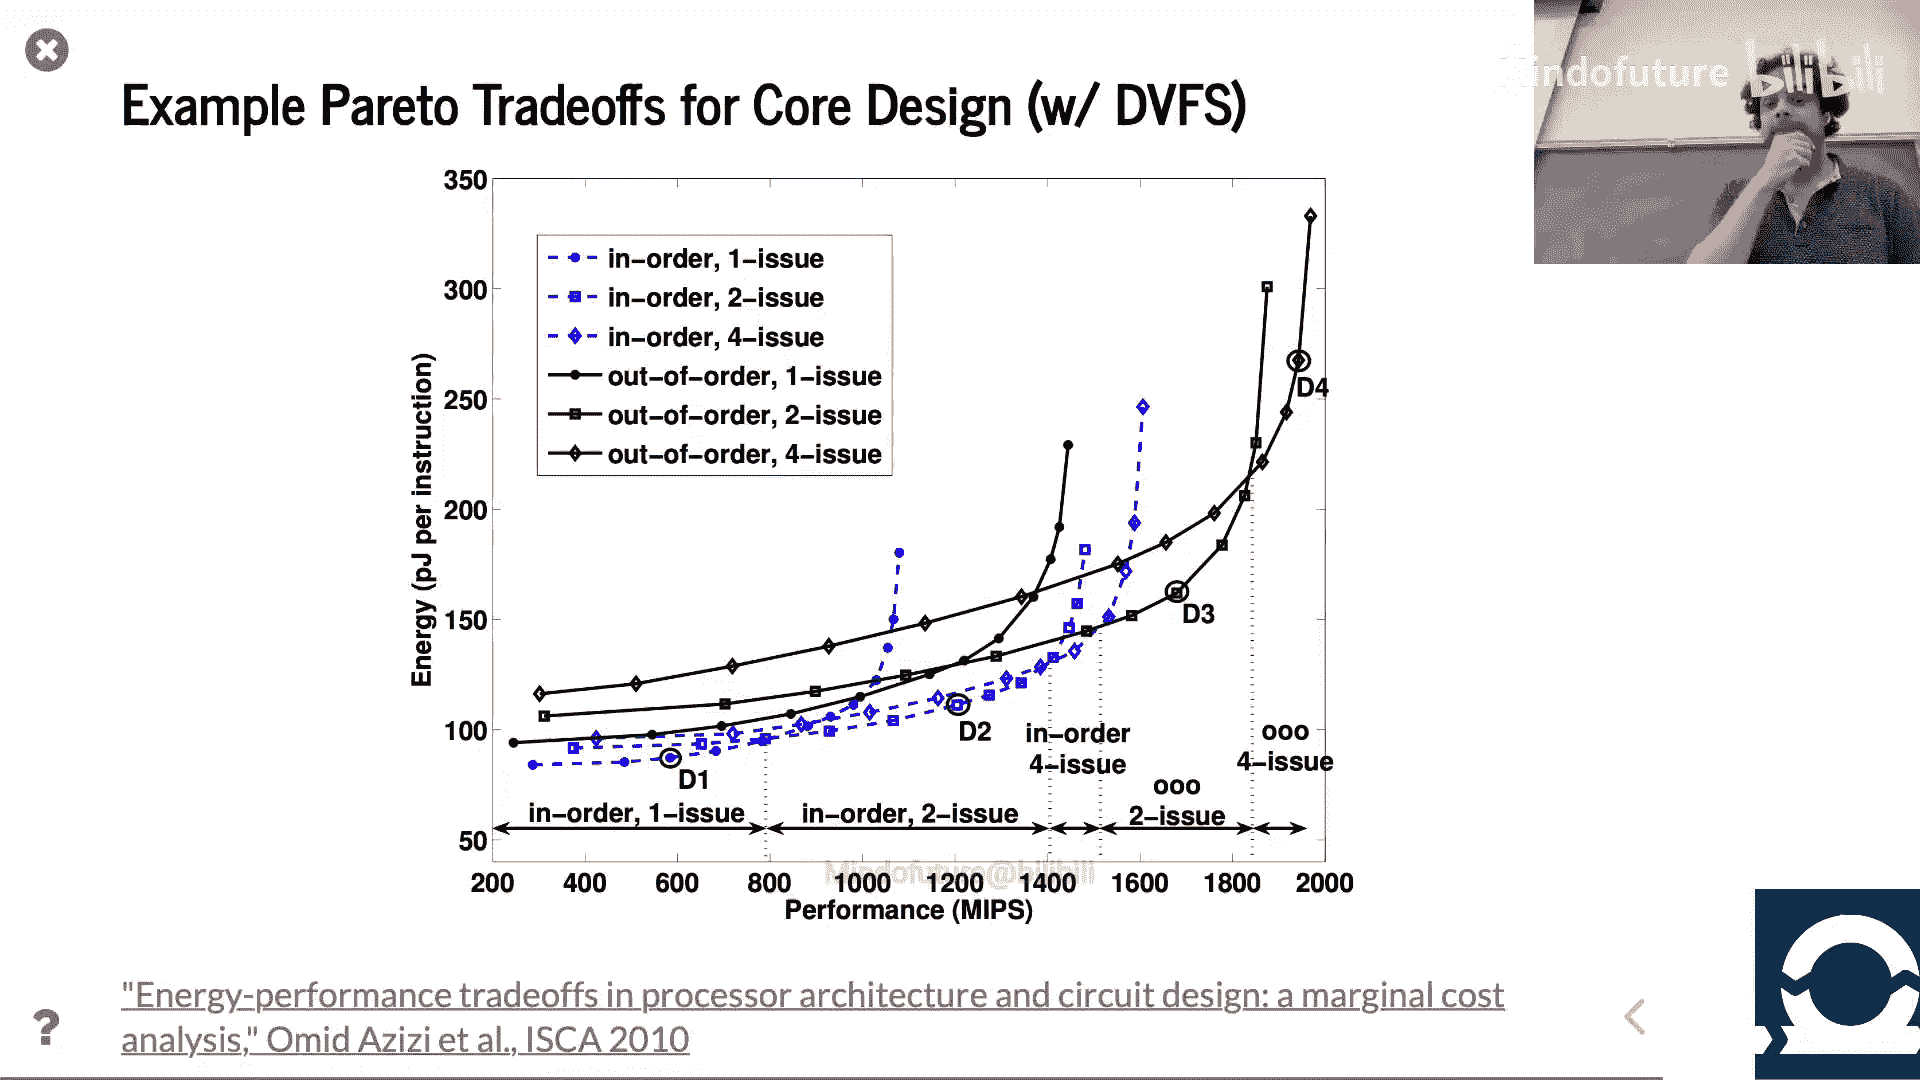 Example Pareto Tradeoffs for Core Design (w/ DVFS)
indofuture bilibili
350
300
250
200
150
100
50
Energy (pJ per instruction)
in-order, 1-issue
in-order, 2-issue
in-order, 4-issue
out-of-order, 1-issue
out-of-order, 2-issue
out-of-order, 4-issue
D4
D3
D2
D1
in-order
4-issue
ooo
4-issue
ooo
2-issue
in-order, 1-issue
in-order, 2-issue
Mindofuture@bilibili
200 400 600 800 1000 1200 1400 1600 1800 2000
Performance (MIPS)
"Energy-performance tradeoffs in processor architecture and circuit design: a marginal cost
analysis," Omid Azizi et al., ISCA 2010
?